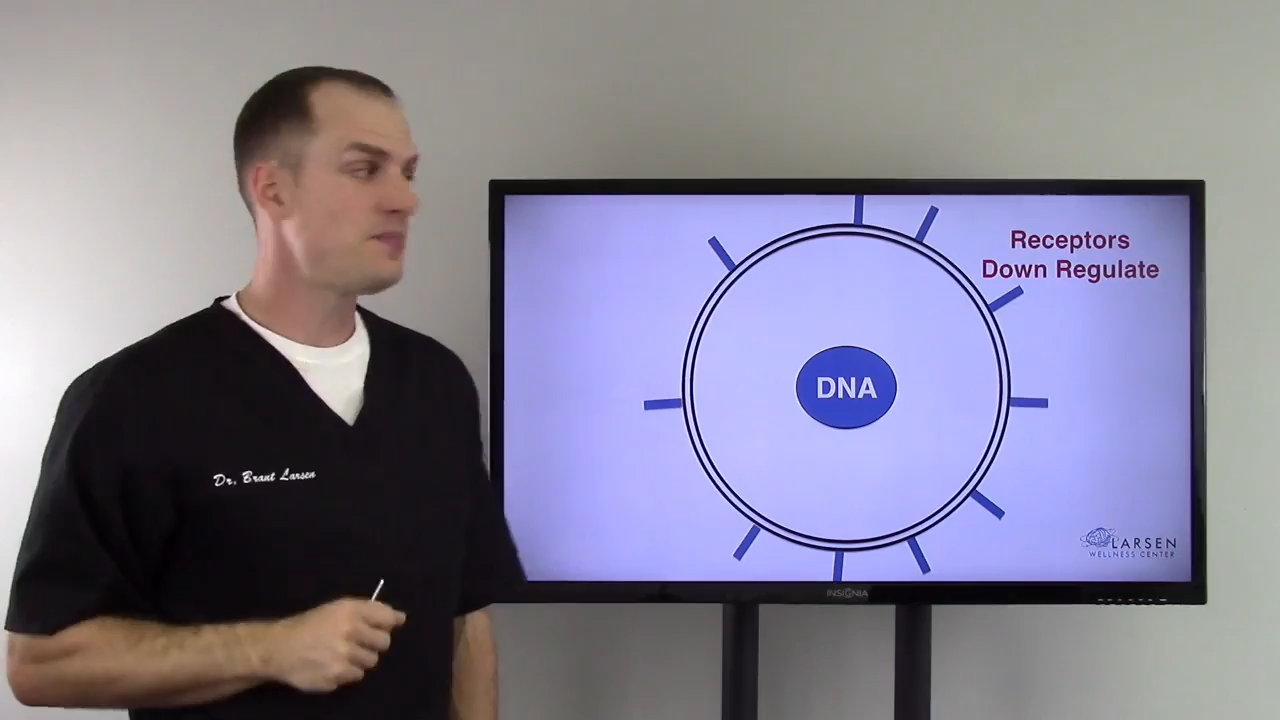 Dr. Brant Larsen
Receptors
Down Regulate
DNA
LARSEN
WELLNESS CENTER
INSIGNIA